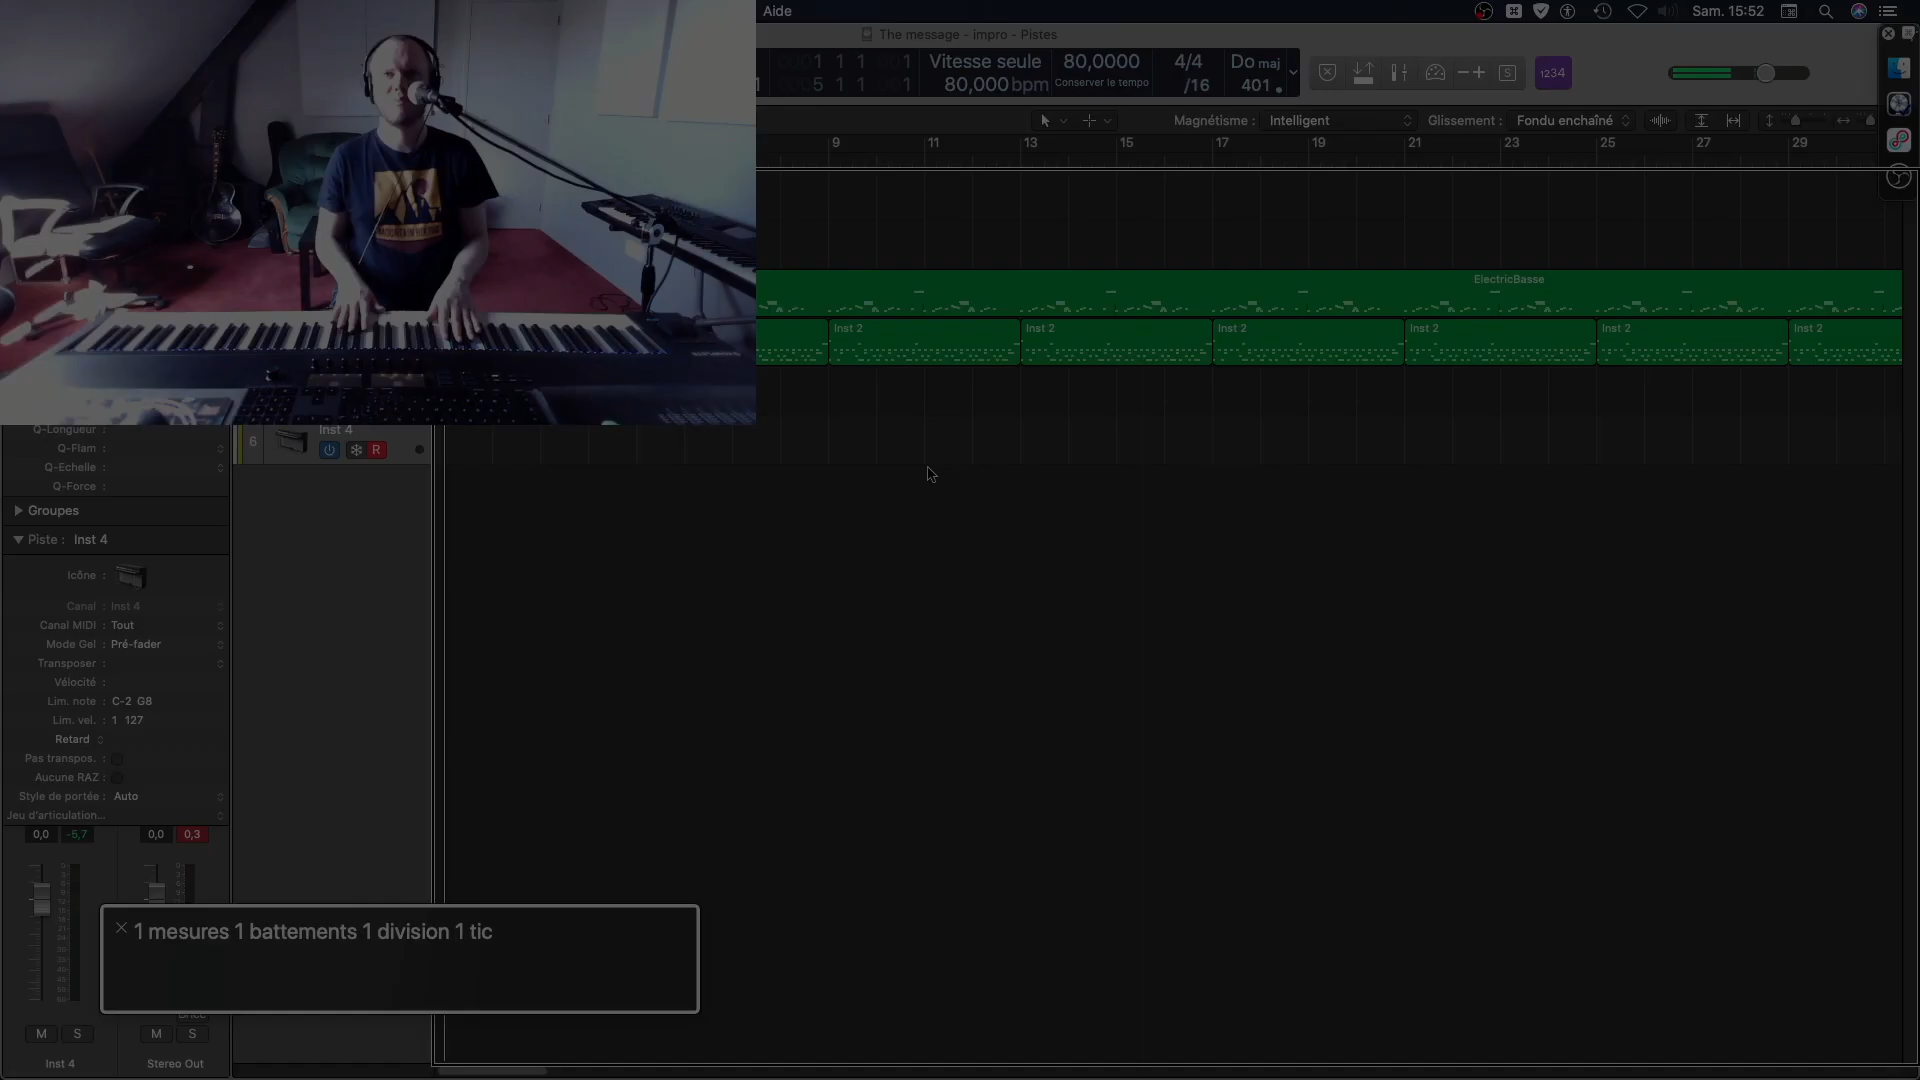 Aide
Sam. 15:52
The message - impro - Pistes
1 1 1
5 1 1 1
Vitesse seule
80,000 bpm
80,0000
Conserver le tempo
4/4
/16
Do maj
401
S
1234
Magnétisme : Intelligent
Glissement : Fondu enchaîné
9 11 13 15 17 19 21 23 25 27 29
ElectricBasse
Inst 2 Inst 2 Inst 2 Inst 2 Inst 2 Inst 2
Q-Longueur :
Q-Flam :
Q-Echelle :
Q-Force :
6
Inst 4
R
Groupes
Piste : Inst 4
Icône :
Canal : Inst 4
Canal MIDI : Tout
Mode Gel : Pré-fader
Transposer :
Vélocité :
Lim. note : C-2 G8
Lim. vel. : 1 127
Retard
Pas transpos. :
Aucune RAZ :
Style de portée : Auto
Jeu d'articulation...
0,0 -5,7 0,0 0,3
1 mesures 1 battements 1 division 1 tic
M S M S
Inst 4 Stereo Out